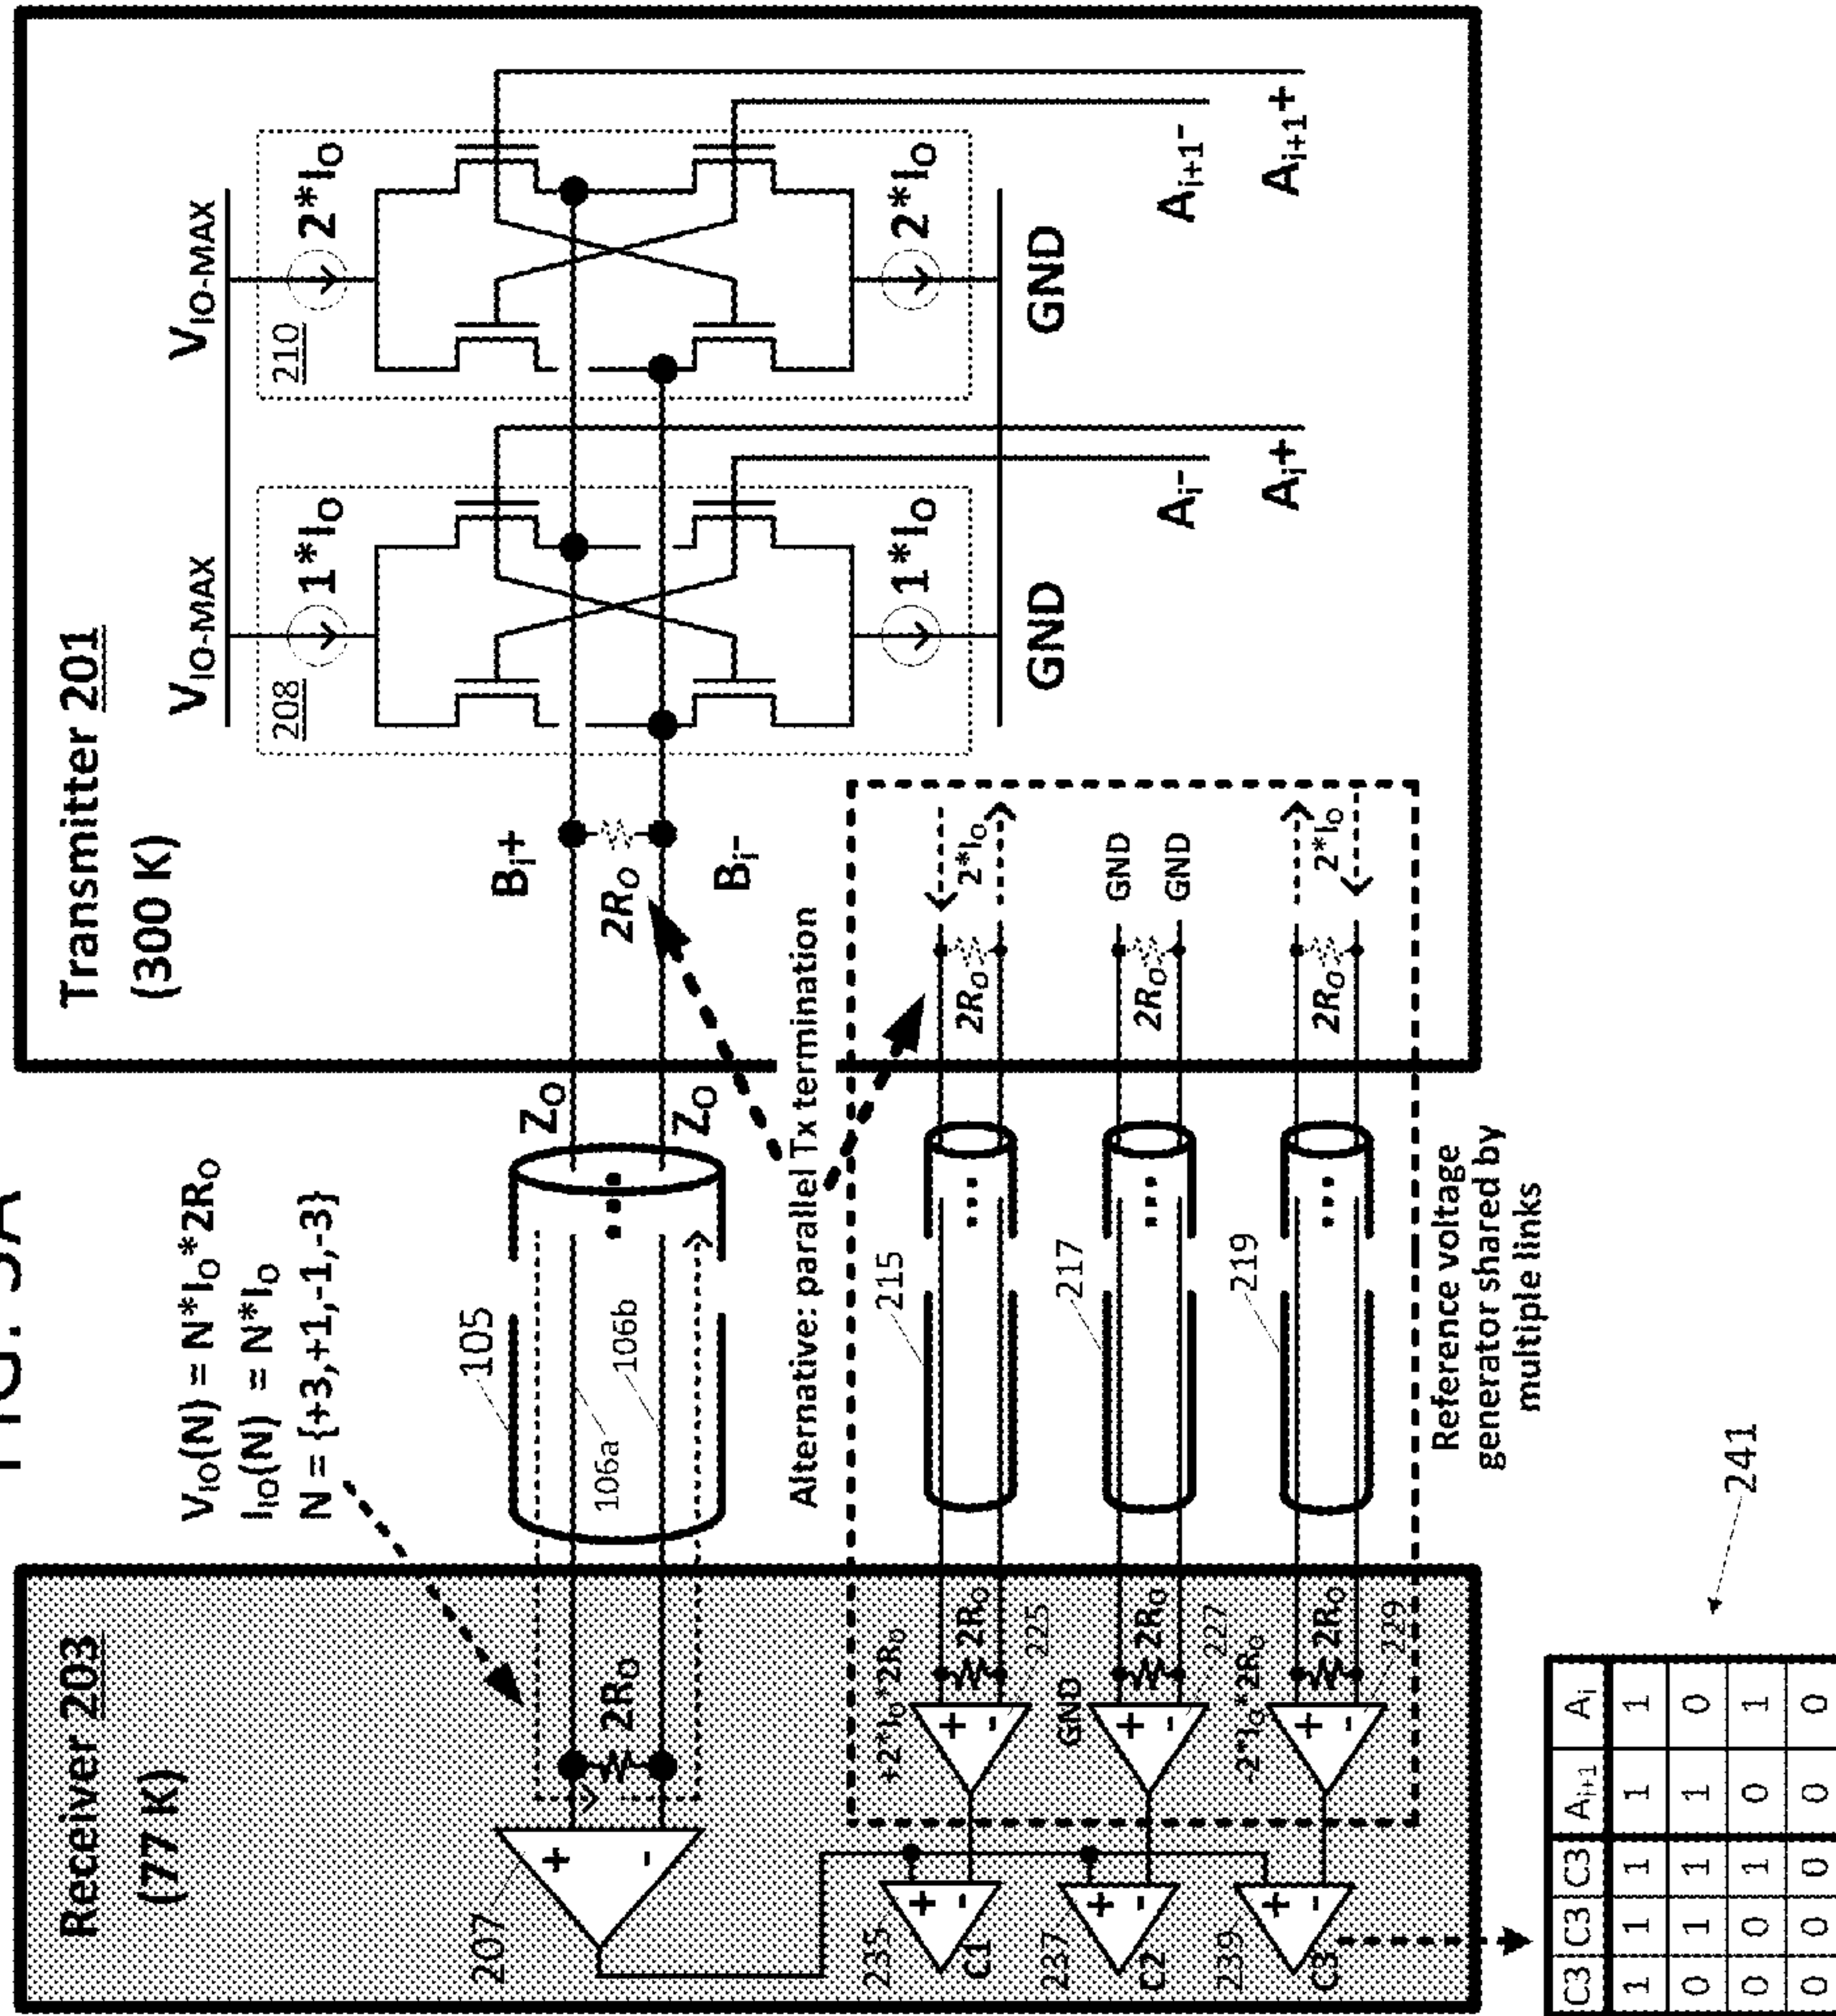 V_IO(N) = N*I_O*2R_O
I_IO(N) = N*I_O
N = {+3,+1,-1,-3}
Receiver 203
(77 K)
207
+
-
2R_O
105
106a
106b
Z_O
Z_O
Transmitter 201
(300 K)
B_i+
2R_O
B_i-
V_IO-MAX
V_IO-MAX
208
1*I_O
1*I_O
210
2*I_O
2*I_O
GND
GND
A_i-
A_i+
A_i+1-
A_i+1+
Alternative: parallel Tx termination
235
+
-
C1
237
+
-
C2
239
+
-
C3
+2*I_O*2R_O
+
-
2R_O
225
GND
+
-
2R_O
227
-2*I_O*2R_O
+
-
2R_O
229
215
217
219
2R_O
2*I_O
2R_O
GND
GND
2R_O
2*I_O
Reference voltage
generator shared by
multiple links
241
C3 C3 C3 A_i+1 A_i
1 1 1 1 1
0 1 1 1 0
0 0 1 0 1
0 0 0 0 0